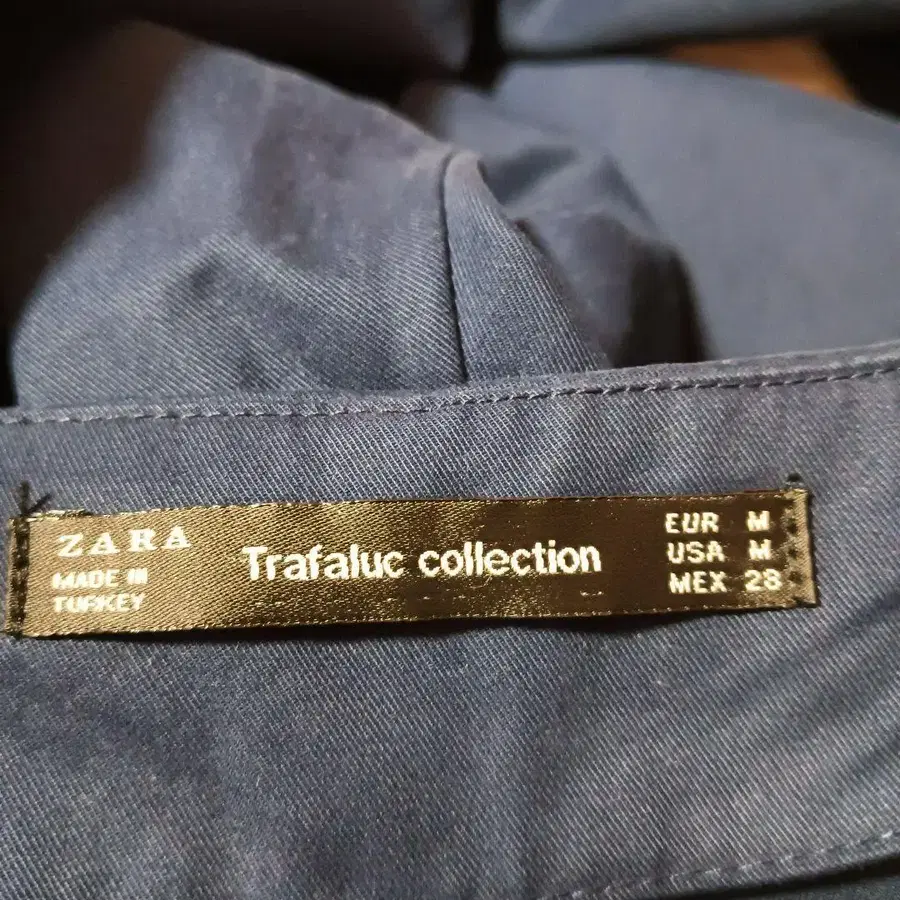 ZARA
MADE IN
TURKEY
Trafaluc collection
EUR M
USA M
MEX 28